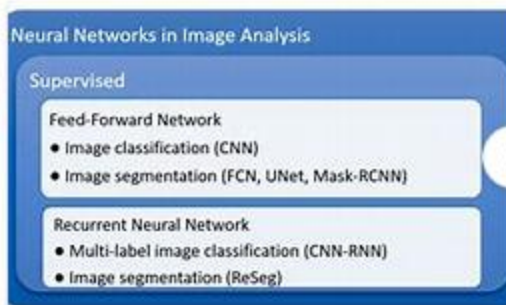 Neural Networks in Image Analysis
Supervised
Feed-Forward Network
● Image classification (CNN)
● Image segmentation (FCN, UNet, Mask-RCNN)
Recurrent Neural Network
● Multi-label image classification (CNN-RNN)
● Image segmentation (ReSeg)